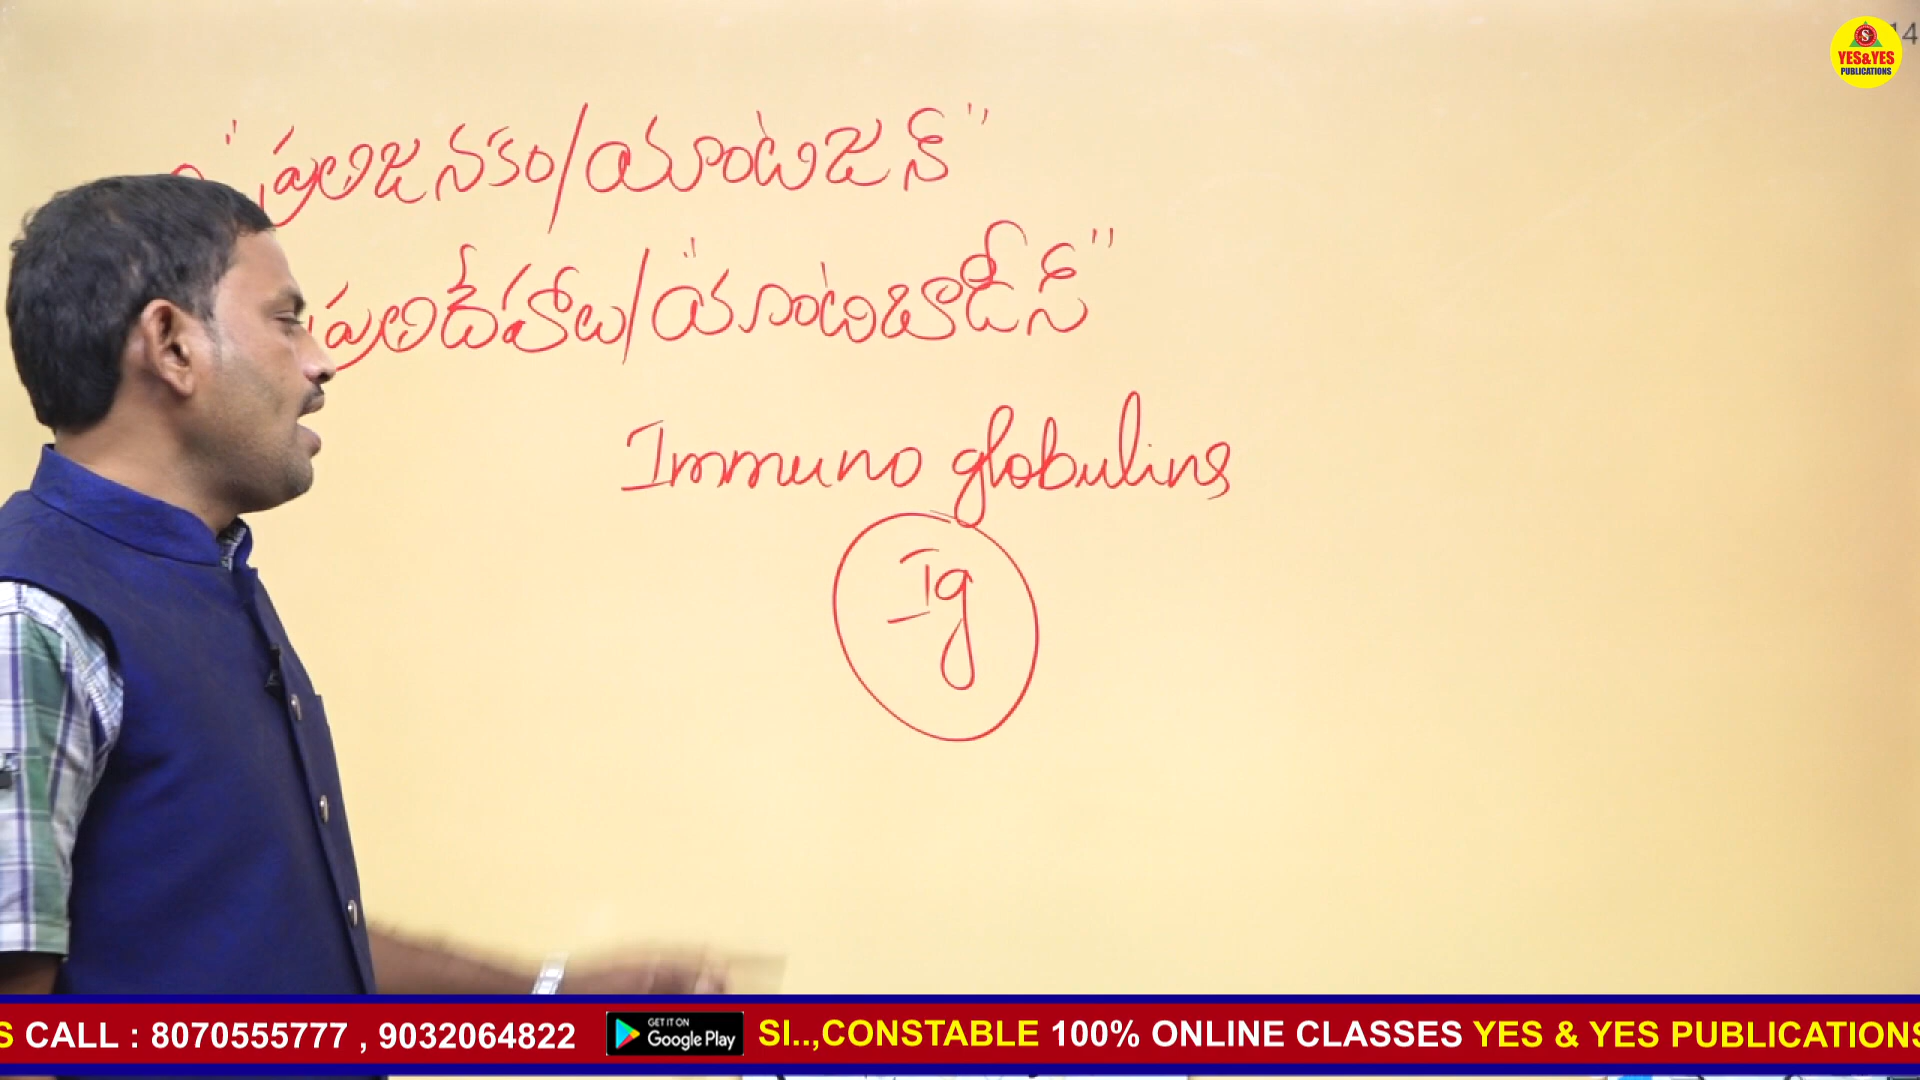 14
YES&YES
PUBLICATIONS
"ప్రతిజనకం/యాంటిజన్"
ప్రతిదేహాలు/"యాంటిబాడీస్"
Immuno globulins
Ig
S CALL : 8070555777 , 9032064822 GET IT ON Google Play SI..,CONSTABLE 100% ONLINE CLASSES YES & YES PUBLICATIONS